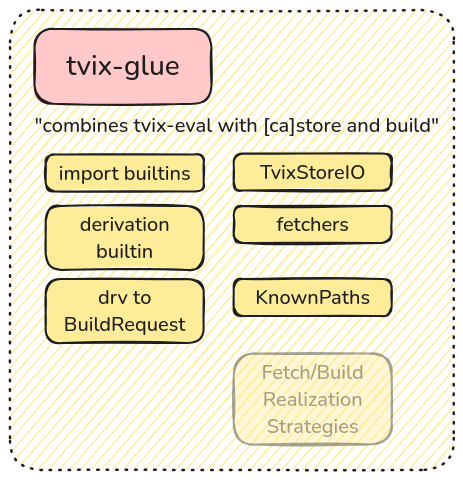 tvix-glue
"combines tvix-eval with [ca]store and build"
import builtins
TvixStoreIO
derivation
builtin
fetchers
drv to
BuildRequest
KnownPaths
Fetch/Build
Realization
Strategies